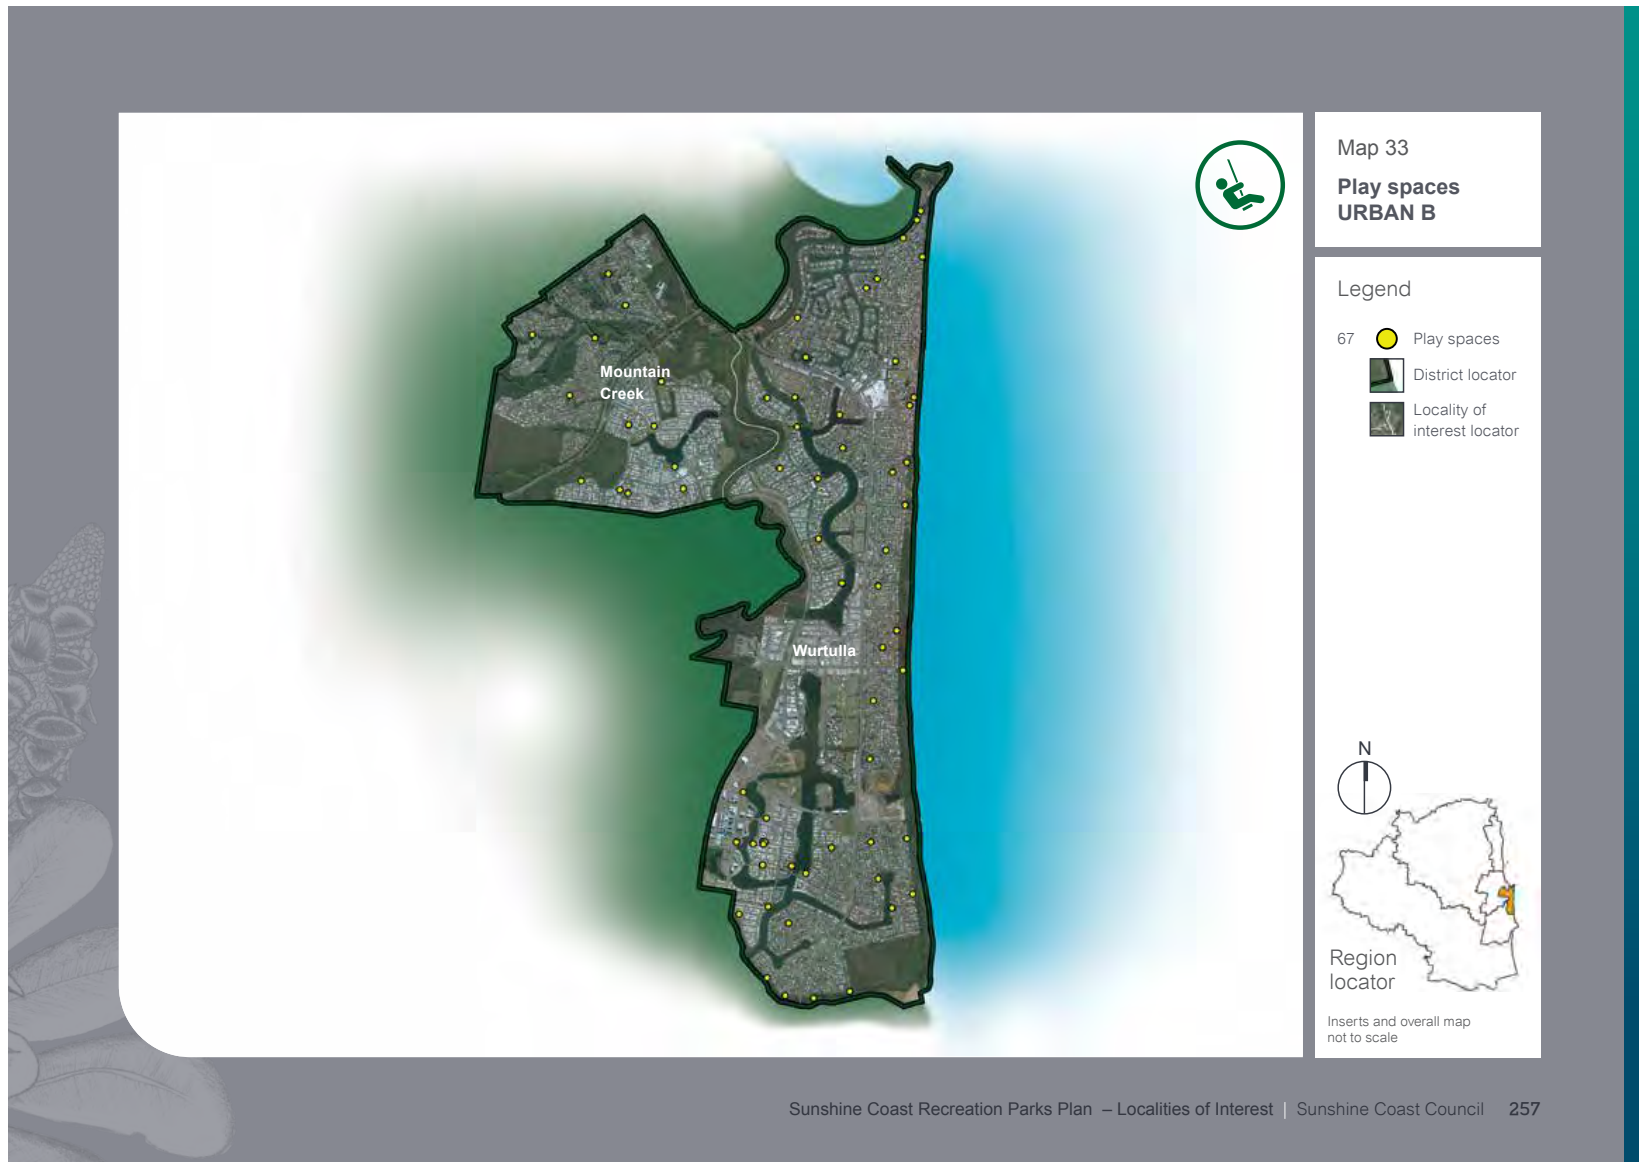 Map 33
Play spaces
URBAN B
Legend
67 Play spaces
District locator
Locality of
interest locator
Mountain
Creek
Wurtulla
N
Region
locator
Inserts and overall map
not to scale
Sunshine Coast Recreation Parks Plan – Localities of Interest | Sunshine Coast Council 257